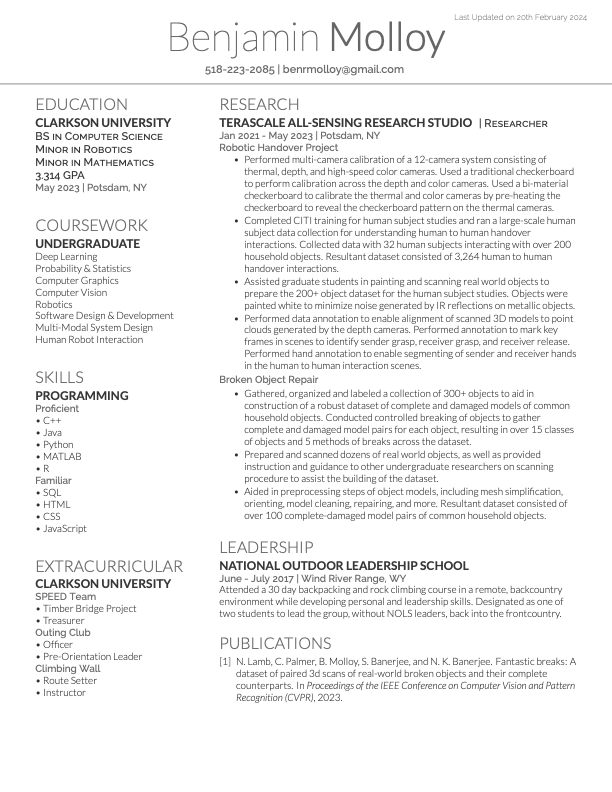 Last Updated on 20th February 2024
Benjamin Molloy
518-223-2085 | benrmolloy@gmail.com
EDUCATION
CLARKSON UNIVERSITY
BS in Computer Science
Minor in Robotics
Minor in Mathematics
3.314 GPA
May 2023 | Potsdam, NY
COURSEWORK
UNDERGRADUATE
Deep Learning
Probability & Statistics
Computer Graphics
Computer Vision
Robotics
Software Design & Development
Multi-Modal System Design
Human Robot Interaction
SKILLS
PROGRAMMING
Proficient
• C++
• Java
• Python
• MATLAB
• R
Familiar
• SQL
• HTML
• CSS
• JavaScript
EXTRACURRICULAR
CLARKSON UNIVERSITY
SPEED Team
• Timber Bridge Project
• Treasurer
Outing Club
• Officer
• Pre-Orientation Leader
Climbing Wall
• Route Setter
• Instructor
RESEARCH
TERASCALE ALL-SENSING RESEARCH STUDIO | Researcher
Jan 2021 - May 2023 | Potsdam, NY
Robotic Handover Project
• Performed multi-camera calibration of a 12-camera system consisting of
thermal, depth, and high-speed color cameras. Used a traditional checkerboard
to perform calibration across the depth and color cameras. Used a bi-material
checkerboard to calibrate the thermal and color cameras by pre-heating the
checkerboard to reveal the checkerboard pattern on the thermal cameras.
• Completed CITI training for human subject studies and ran a large-scale human
subject data collection for understanding human to human handover
interactions. Collected data with 32 human subjects interacting with over 200
household objects. Resultant dataset consisted of 3,264 human to human
handover interactions.
• Assisted graduate students in painting and scanning real world objects to
prepare the 200+ object dataset for the human subject studies. Objects were
painted white to minimize noise generated by IR reflections on metallic objects.
• Performed data annotation to enable alignment of scanned 3D models to point
clouds generated by the depth cameras. Performed annotation to mark key
frames in scenes to identify sender grasp, receiver grasp, and receiver release.
Performed hand annotation to enable segmenting of sender and receiver hands
in the human to human interaction scenes.
Broken Object Repair
• Gathered, organized and labeled a collection of 300+ objects to aid in
construction of a robust dataset of complete and damaged models of common
household objects. Conducted controlled breaking of objects to gather
complete and damaged model pairs for each object, resulting in over 15 classes
of objects and 5 methods of breaks across the dataset.
• Prepared and scanned dozens of real world objects, as well as provided
instruction and guidance to other undergraduate researchers on scanning
procedure to assist the building of the dataset.
• Aided in preprocessing steps of object models, including mesh simplification,
orienting, model cleaning, repairing, and more. Resultant dataset consisted of
over 100 complete-damaged model pairs of common household objects.
LEADERSHIP
NATIONAL OUTDOOR LEADERSHIP SCHOOL
June - July 2017 | Wind River Range, WY
Attended a 30 day backpacking and rock climbing course in a remote, backcountry
environment while developing personal and leadership skills. Designated as one of
two students to lead the group, without NOLS leaders, back into the frontcountry.
PUBLICATIONS
[1] N. Lamb, C. Palmer, B. Molloy, S. Banerjee, and N. K. Banerjee. Fantastic breaks: A
dataset of paired 3d scans of real-world broken objects and their complete
counterparts. In Proceedings of the IEEE Conference on Computer Vision and Pattern
Recognition (CVPR), 2023.